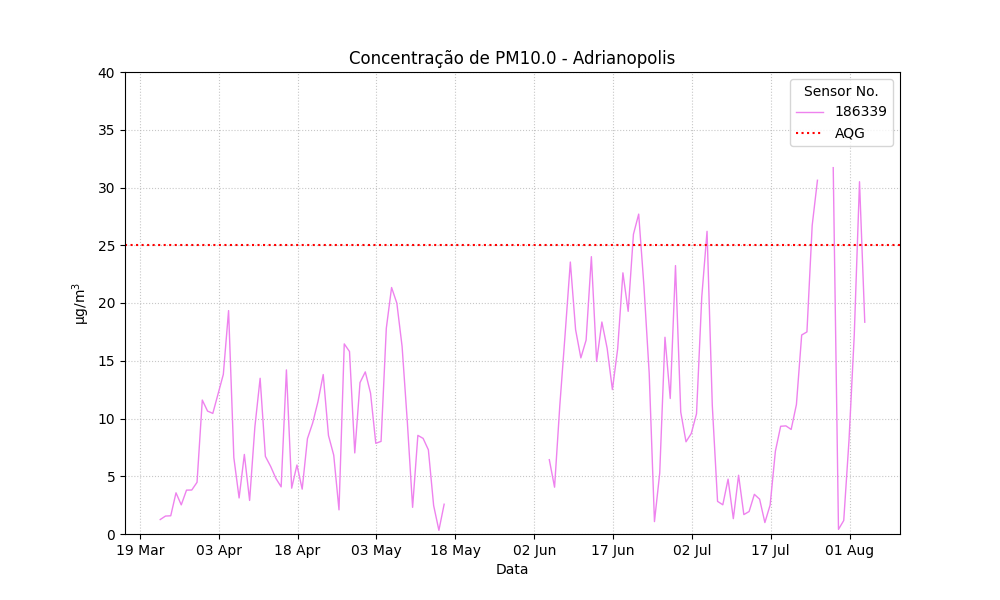 Concentração de PM10.0 - Adrianopolis
Sensor No.
186339
AQG
40
35
30
25
20
15
10
5
0
µg/m³
19 Mar
03 Apr
18 Apr
03 May
18 May
02 Jun
17 Jun
02 Jul
17 Jul
01 Aug
Data